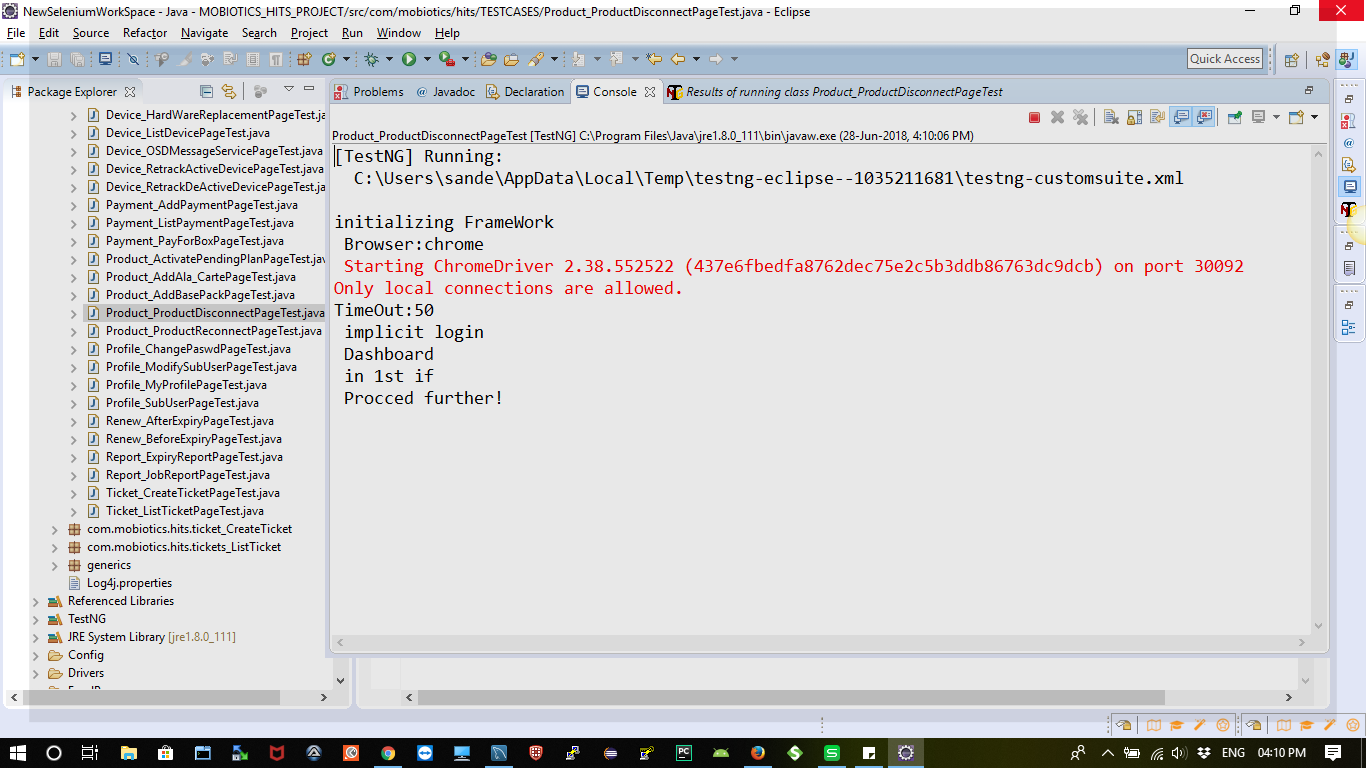 NewSeleniumWorkSpace - Java - MOBIOTICS_HITS_PROJECT/src/com/mobiotics/hits/TESTCASES/Product_ProductDisconnectPageTest.java - Eclipse
File Edit Source Refactor Navigate Search Project Run Window Help
Quick Access
Package Explorer
Problems Javadoc Declaration Console Results of running class Product_ProductDisconnectPageTest
Device_HardWareReplacementPageTest.ja
Device_ListDevicePageTest.java
Device_OSDMessageServicePageTest.java
Device_RetrackActiveDevicePageTest.java
Device_RetrackDeActiveDevicePageTest.ja
Payment_AddPaymentPageTest.java
Payment_ListPaymentPageTest.java
Payment_PayForBoxPageTest.java
Product_ActivatePendingPlanPageTest.jav
Product_AddAla_CartePageTest.java
Product_AddBasePackPageTest.java
Product_ProductDisconnectPageTest.java
Product_ProductReconnectPageTest.java
Profile_ChangePaswdPageTest.java
Profile_ModifySubUserPageTest.java
Profile_MyProfilePageTest.java
Profile_SubUserPageTest.java
Renew_AfterExpiryPageTest.java
Renew_BeforeExpiryPageTest.java
Report_ExpiryReportPageTest.java
Report_JobReportPageTest.java
Ticket_CreateTicketPageTest.java
Ticket_ListTicketPageTest.java
com.mobiotics.hits.ticket_CreateTicket
com.mobiotics.hits.tickets_ListTicket
generics
Log4j.properties
Referenced Libraries
TestNG
JRE System Library [jre1.8.0_111]
Config
Drivers
Product_ProductDisconnectPageTest [TestNG] C:\Program Files\Java\jre1.8.0_111\bin\javaw.exe (28-Jun-2018, 4:10:06 PM)
[TestNG] Running:
C:\Users\sande\AppData\Local\Temp\testng-eclipse--1035211681\testng-customsuite.xml
initializing FrameWork
Browser:chrome
Starting ChromeDriver 2.38.552522 (437e6fbedfa8762dec75e2c5b3ddb86763dc9dcb) on port 30092
Only local connections are allowed.
TimeOut:50
implicit login
Dashboard
in 1st if
Procced further!
ENG 04:10 PM